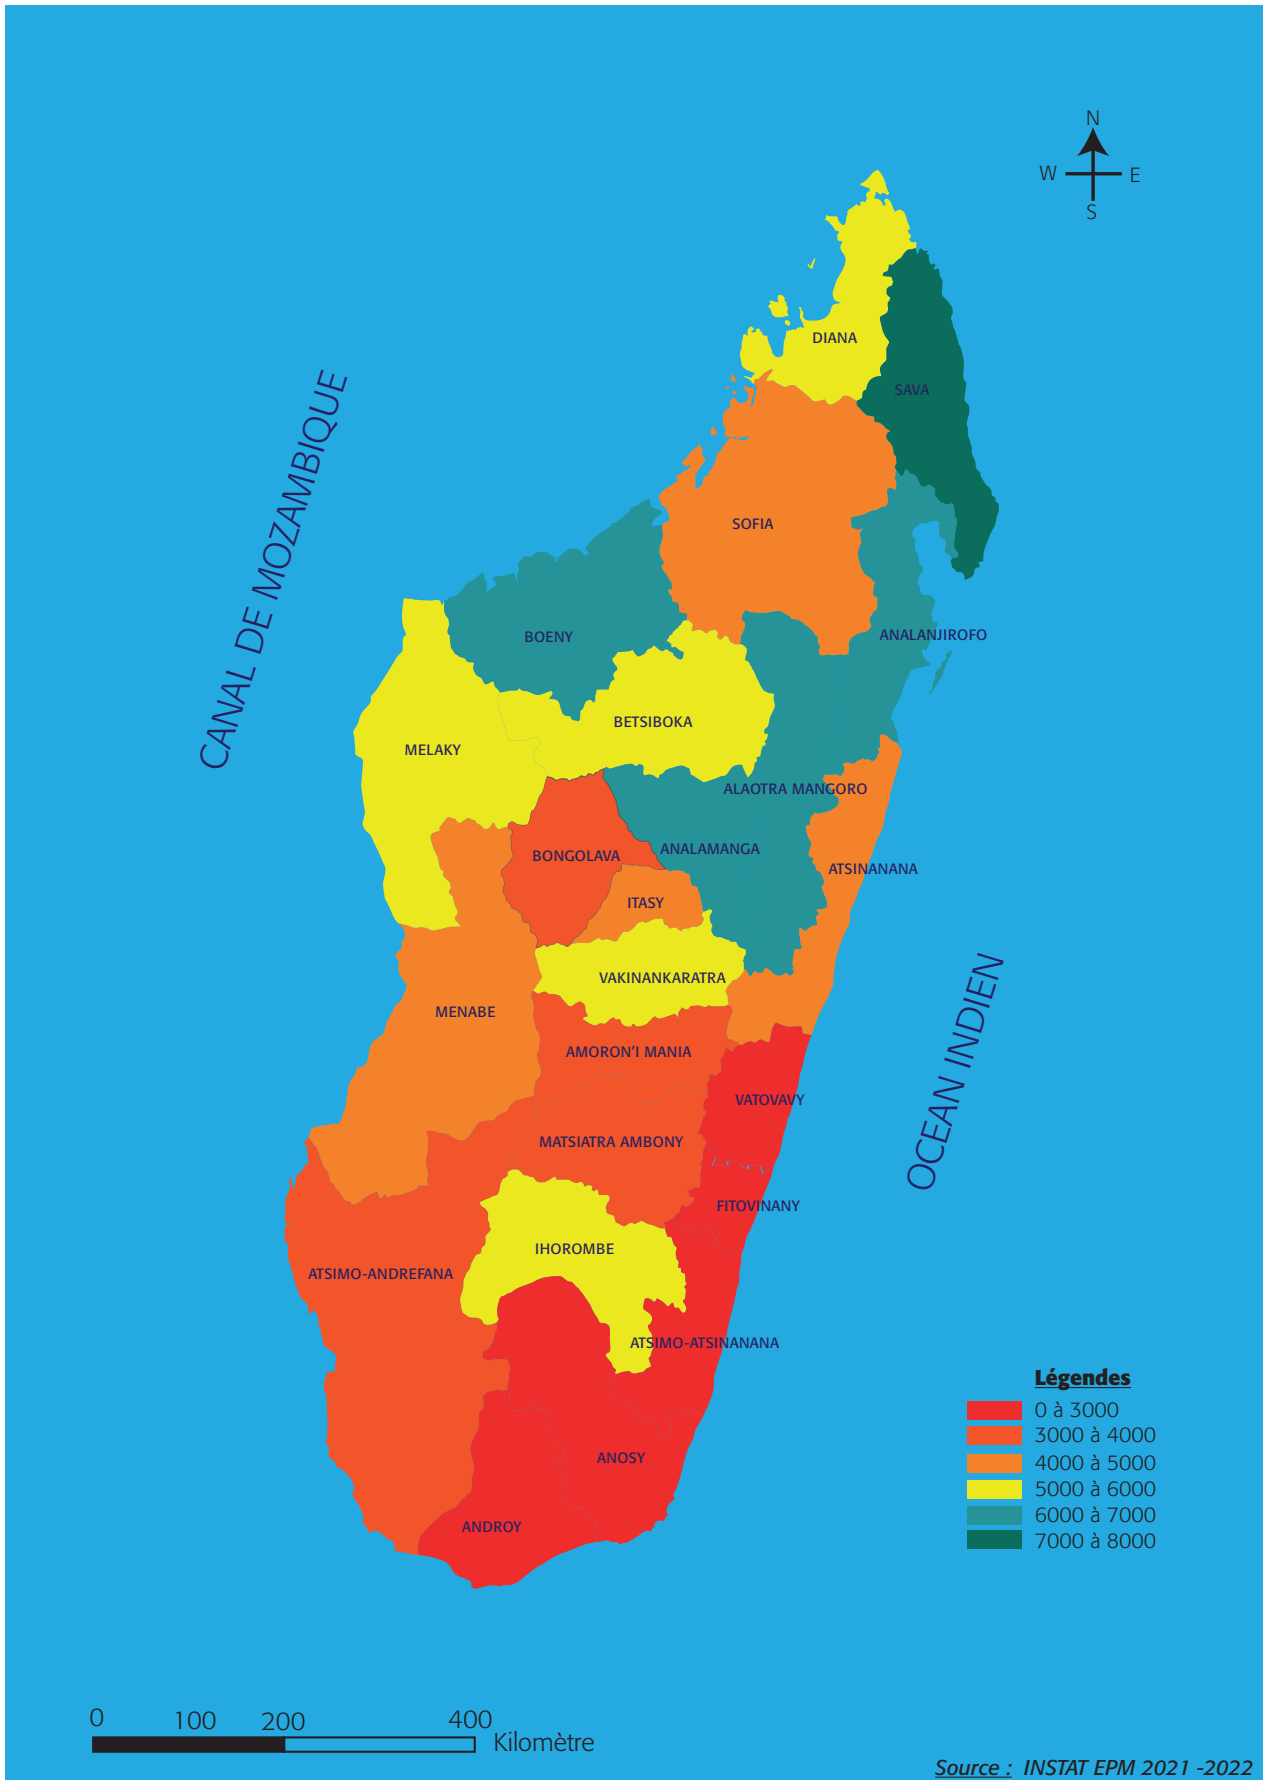 N
W E
S
DIANA
SAVA
CANAL DE MOZAMBIQUE
SOFIA
BOENY
ANALANJIROFO
BETSIBOKA
MELAKY
ALAOTRA MANGORO
ANALAMANGA
BONGOLAVA
ATSINANANA
ITASY
VAKINANKARATRA
MENABE
OCEAN INDIEN
AMORON'I MANIA
VATOVAVY
MATSIATRA AMBONY
FITOVINANY
IHOROMBE
ATSIMO-ANDREFANA
ATSIMO-ATSINANANA
ANOSY
ANDROY
Légendes
0 à 3000
3000 à 4000
4000 à 5000
5000 à 6000
6000 à 7000
7000 à 8000
0 100 200 400
Kilomètre
Source : INSTAT EPM 2021 -2022